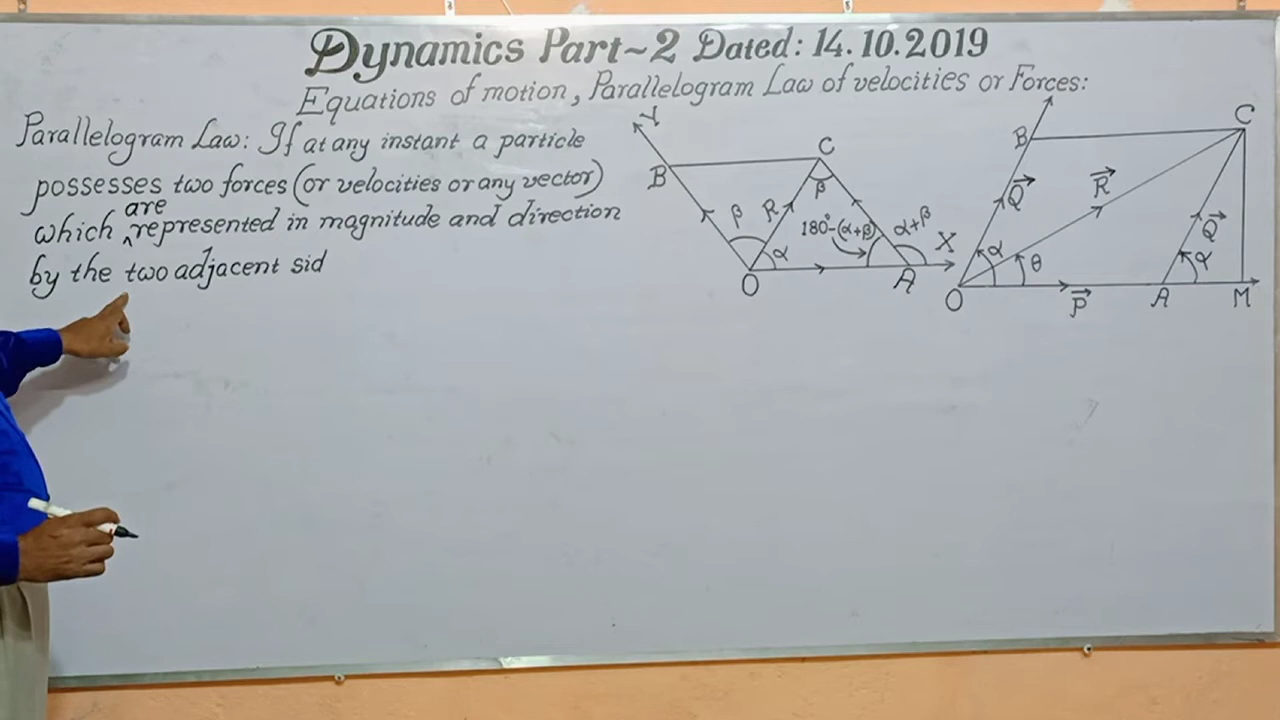 Dynamics Part~2 Dated: 14.10.2019
Equations of motion, Parallelogram Law of velocities or Forces:
Parallelogram Law: If at any instant a particle
possesses two forces (or velocities or any vector)
which are represented in magnitude and direction
by the two adjacent sid
Y
B
C
β
β
R
180°-(α+β)
α+β
X
α
O
A
B
C
Q
R
Q
α
θ
α
O
P
A
M